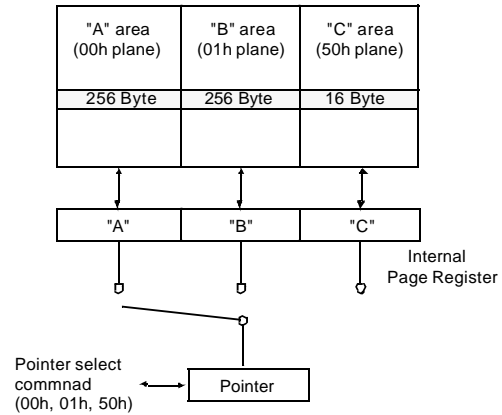 "A" area
(00h plane)
"B" area
(01h plane)
"C" area
(50h plane)
256 Byte
256 Byte
16 Byte
"A"
"B"
"C"
Internal
Page Register
Pointer select
commnad
(00h, 01h, 50h)
Pointer